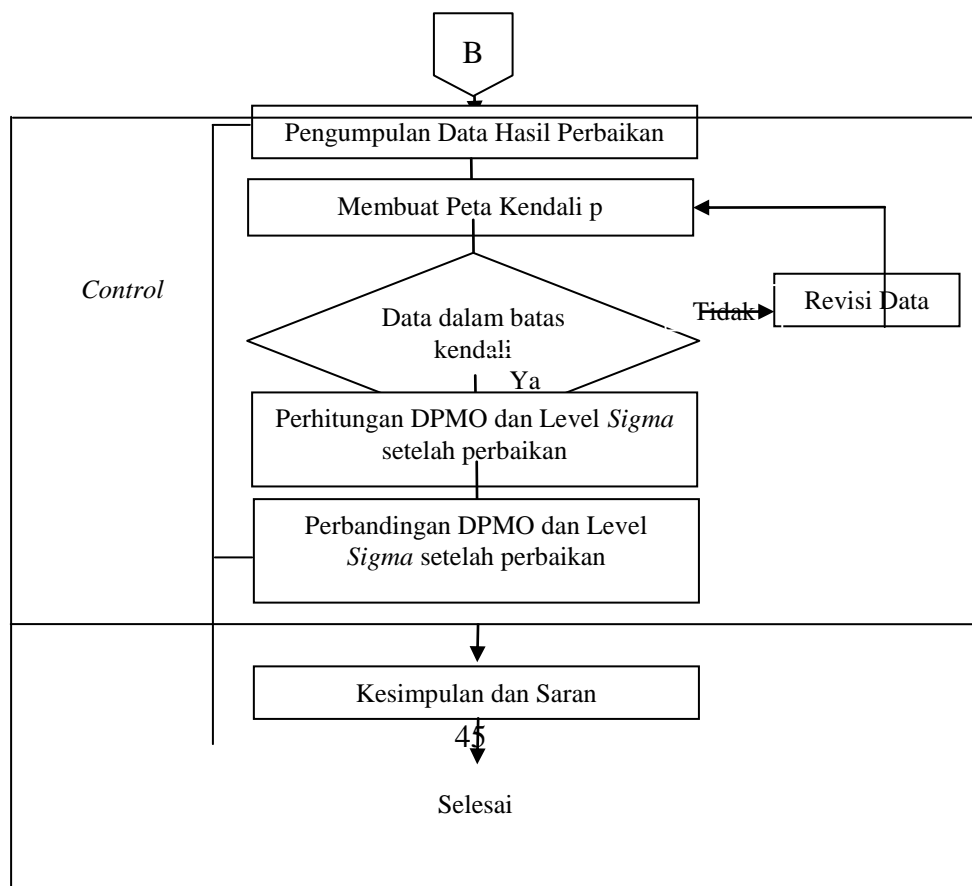 B
Pengumpulan Data Hasil Perbaikan
Membuat Peta Kendali p
Control
Data dalam batas
kendali
Tidak
Revisi Data
Ya
Perhitungan DPMO dan Level Sigma
setelah perbaikan
Perbandingan DPMO dan Level
Sigma setelah perbaikan
Kesimpulan dan Saran
45
Selesai